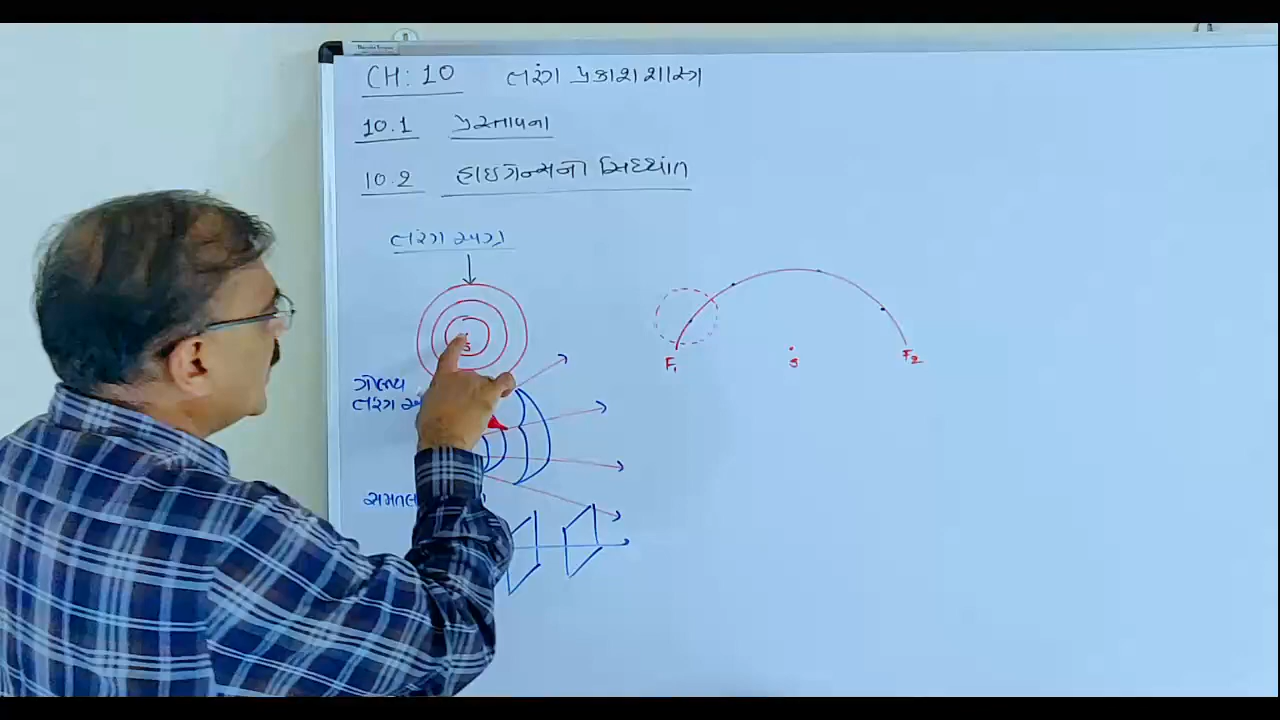 CH: 10 તરંગ પ્રકાશશાસ્ત્ર
10.1 પ્રસ્તાવના
10.2 હાઇગેન્સનો સિધ્ધાંત
તરંગ અગ્ર
S
ગોલીય
તરંગ
સમતલ
F₁ S F₂